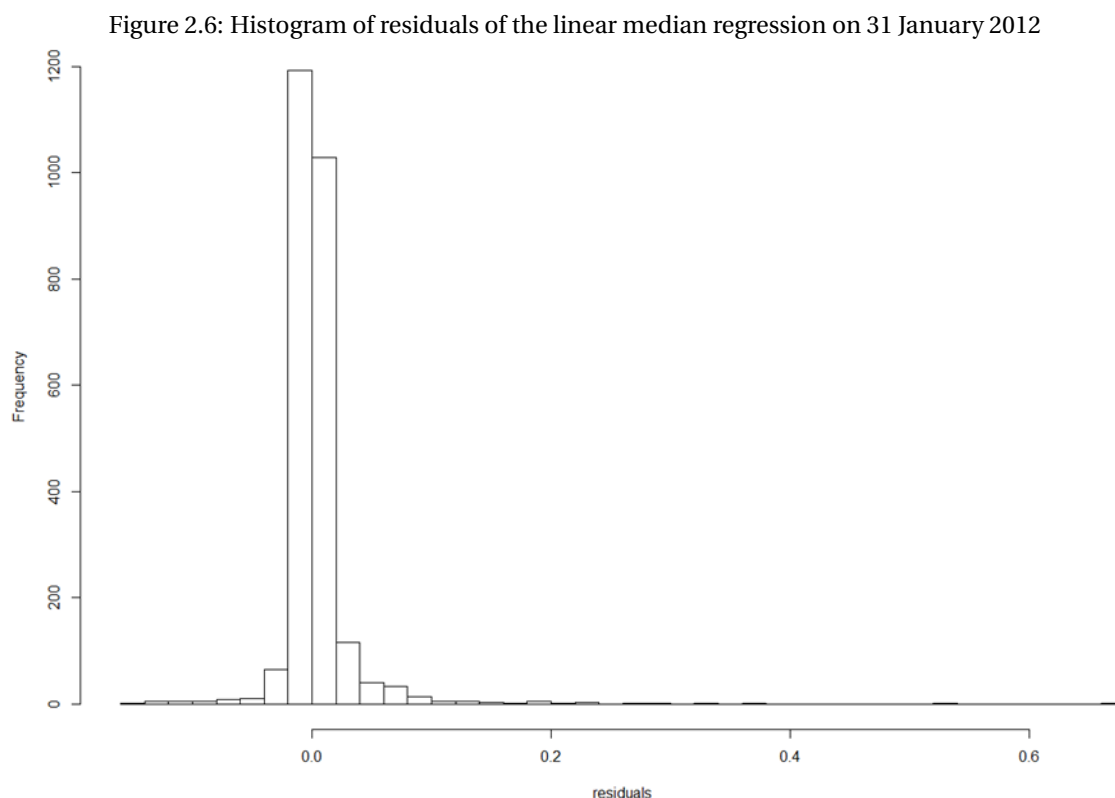 Figure 2.6: Histogram of residuals of the linear median regression on 31 January 2012
1200
1000
800
600
400
200
0
Frequency
0.0 0.2 0.4 0.6
residuals